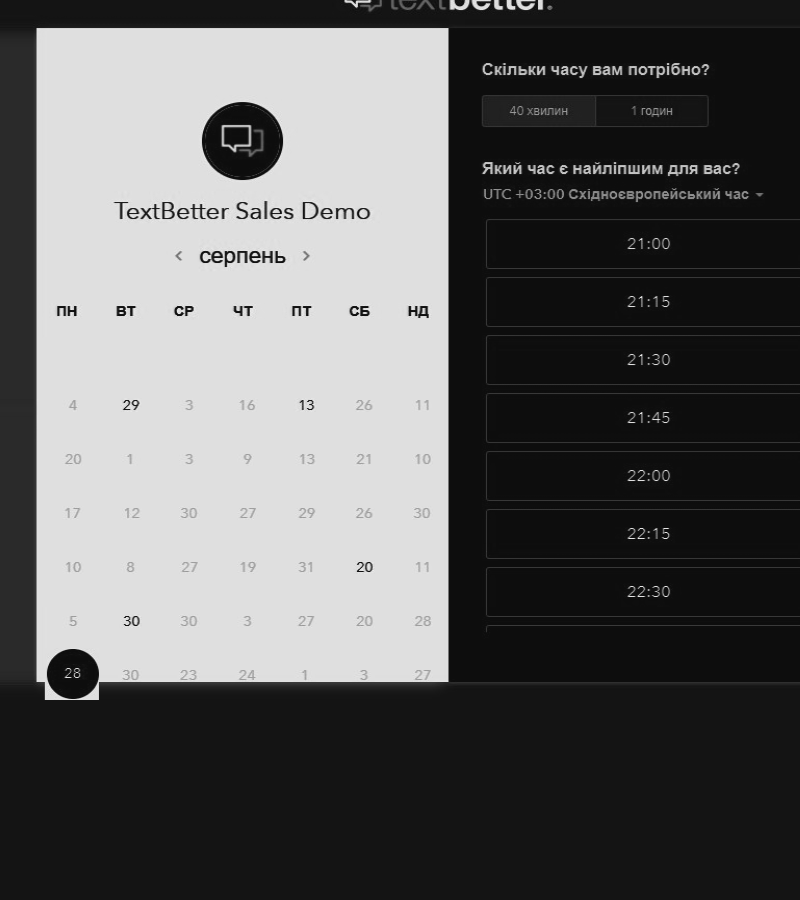 textbetter.
TextBetter Sales Demo
серпень
ПН ВТ СР ЧТ ПТ СБ НД
4 29 3 16 13 26 11
20 1 3 9 13 21 10
17 12 30 27 29 26 30
10 8 27 19 31 20 11
5 30 30 3 27 20 28
28 30 23 24 1 3 27
Скільки часу вам потрібно?
40 хвилин 1 годин
Який час є найліпшим для вас?
UTC +03:00 Східноєвропейський час
21:00
21:15
21:30
21:45
22:00
22:15
22:30